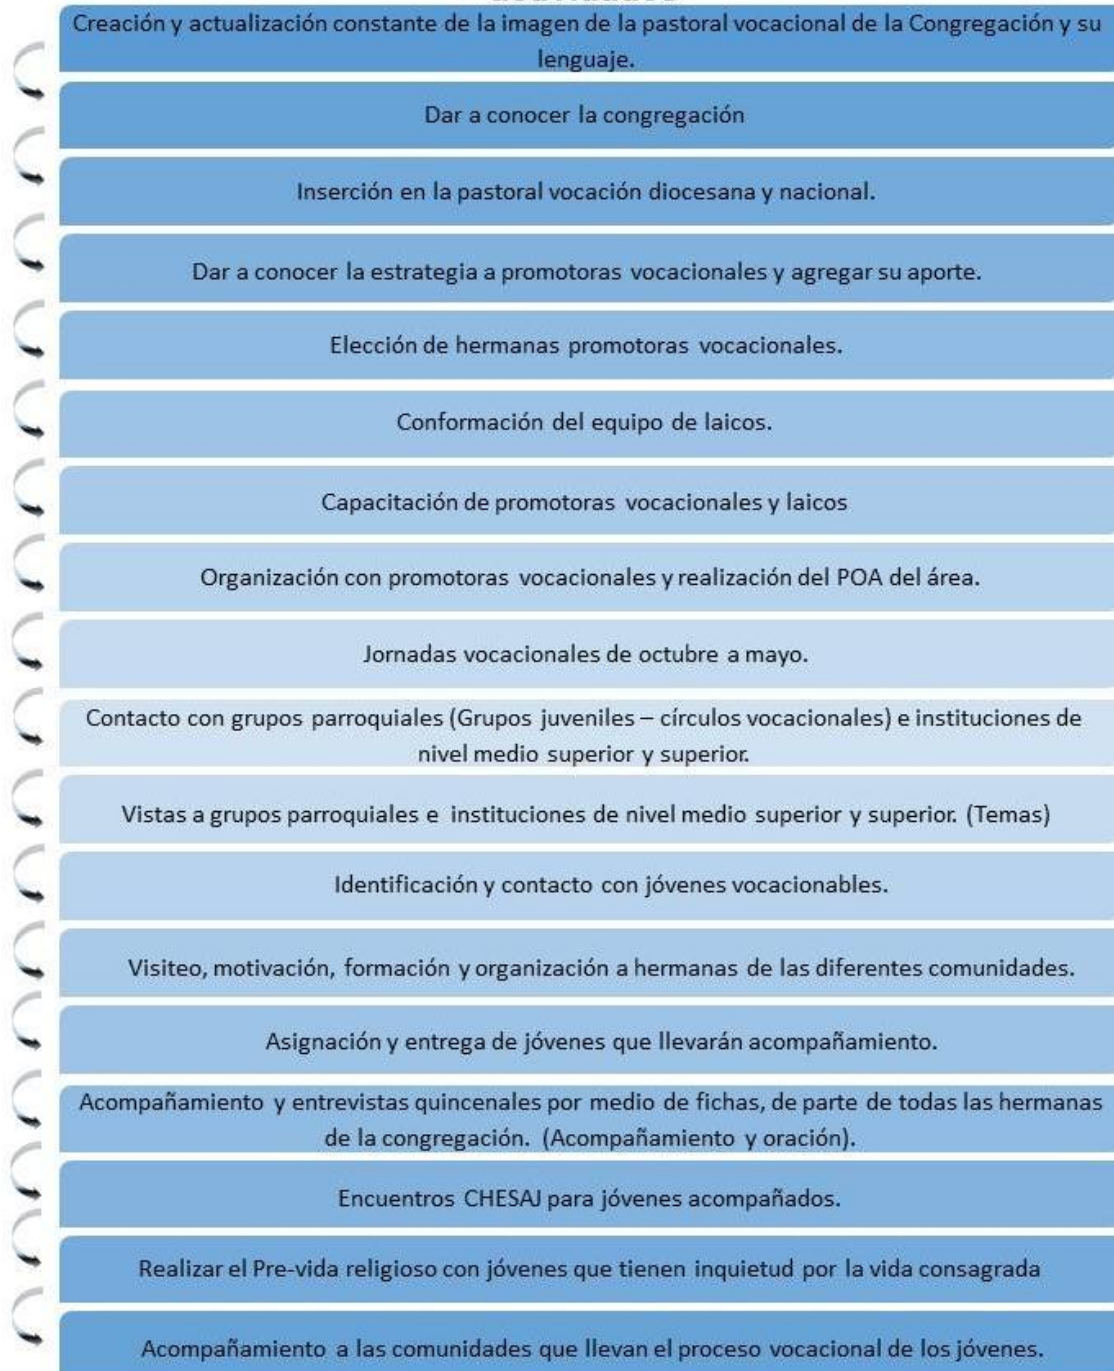 Creación y actualización constante de la imagen de la pastoral vocacional de la Congregación y su
lenguaje.
Dar a conocer la congregación
Inserción en la pastoral vocación diocesana y nacional.
Dar a conocer la estrategia a promotoras vocacionales y agregar su aporte.
Elección de hermanas promotoras vocacionales.
Conformación del equipo de laicos.
Capacitación de promotoras vocacionales y laicos
Organización con promotoras vocacionales y realización del POA del área.
Jornadas vocacionales de octubre a mayo.
Contacto con grupos parroquiales (Grupos juveniles – círculos vocacionales) e instituciones de
nivel medio superior y superior.
Vistas a grupos parroquiales e instituciones de nivel medio superior y superior. (Temas)
Identificación y contacto con jóvenes vocacionables.
Visiteo, motivación, formación y organización a hermanas de las diferentes comunidades.
Asignación y entrega de jóvenes que llevarán acompañamiento.
Acompañamiento y entrevistas quincenales por medio de fichas, de parte de todas las hermanas
de la congregación. (Acompañamiento y oración).
Encuentros CHESAJ para jóvenes acompañados.
Realizar el Pre-vida religioso con jóvenes que tienen inquietud por la vida consagrada
Acompañamiento a las comunidades que llevan el proceso vocacional de los jóvenes.